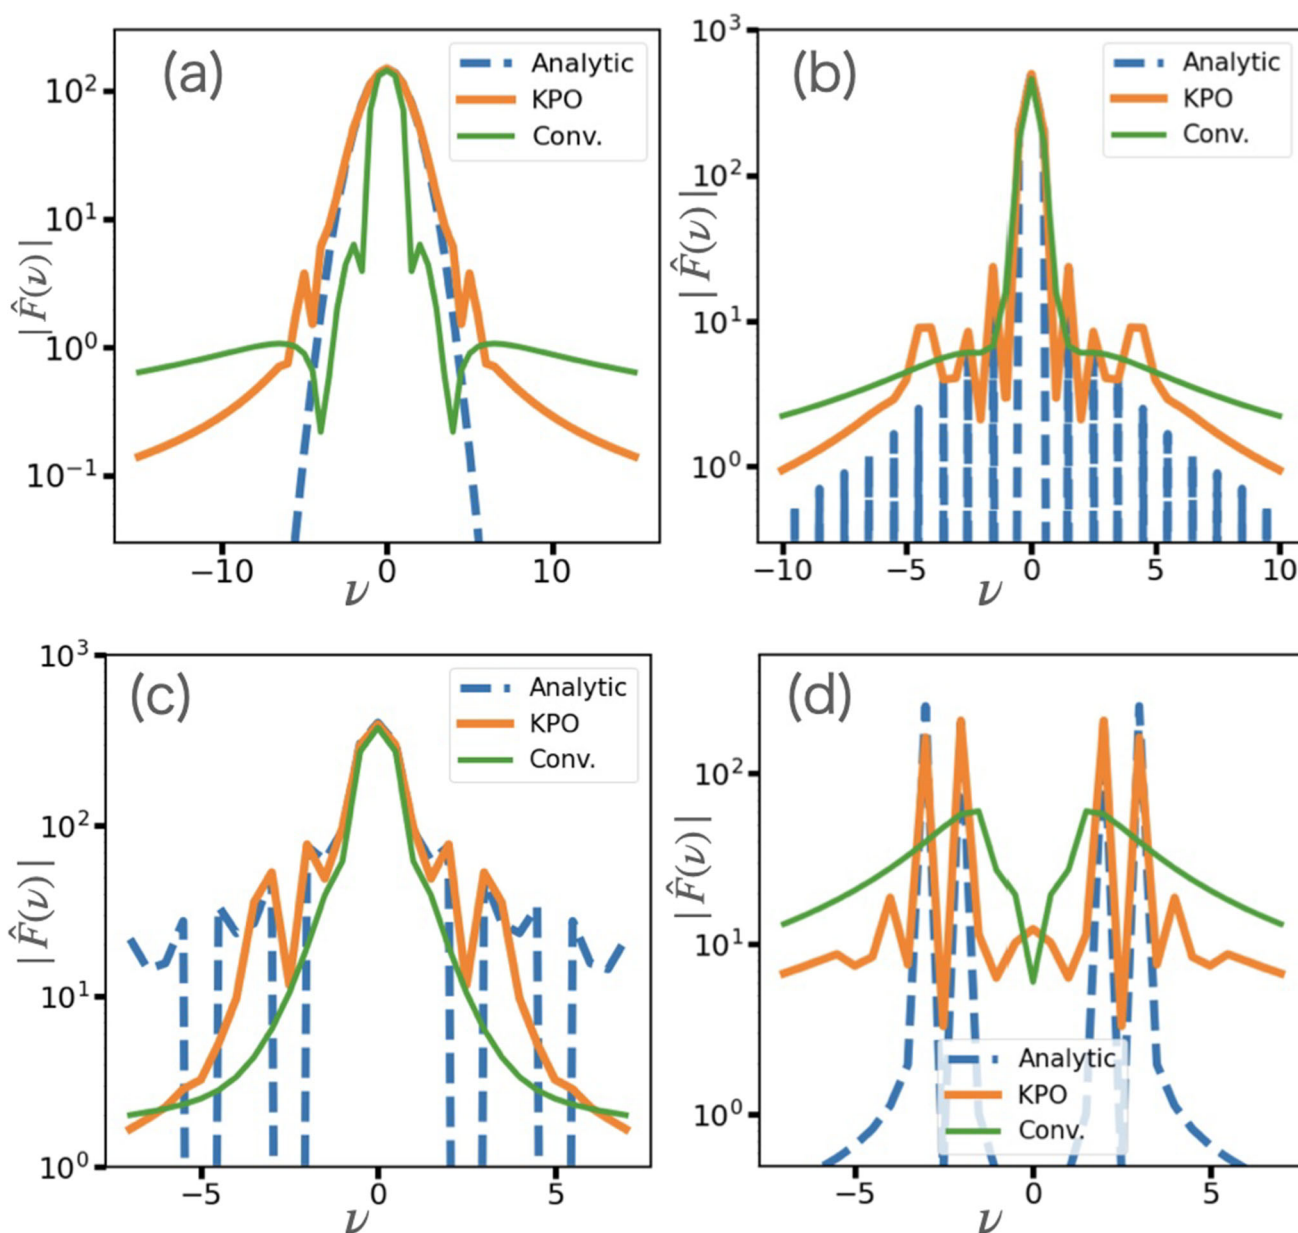 (a)
Analytic
KPO
Conv.
10²
10¹
10⁰
10⁻¹
|F̂(ν)|
−10 0 10
ν
(b)
Analytic
KPO
Conv.
10³
10²
10¹
10⁰
|F̂(ν)|
−10 −5 0 5 10
ν
(c)
Analytic
KPO
Conv.
10³
10²
10¹
10⁰
|F̂(ν)|
−5 0 5
ν
(d)
10²
10¹
10⁰
|F̂(ν)|
Analytic
KPO
Conv.
−5 0 5
ν